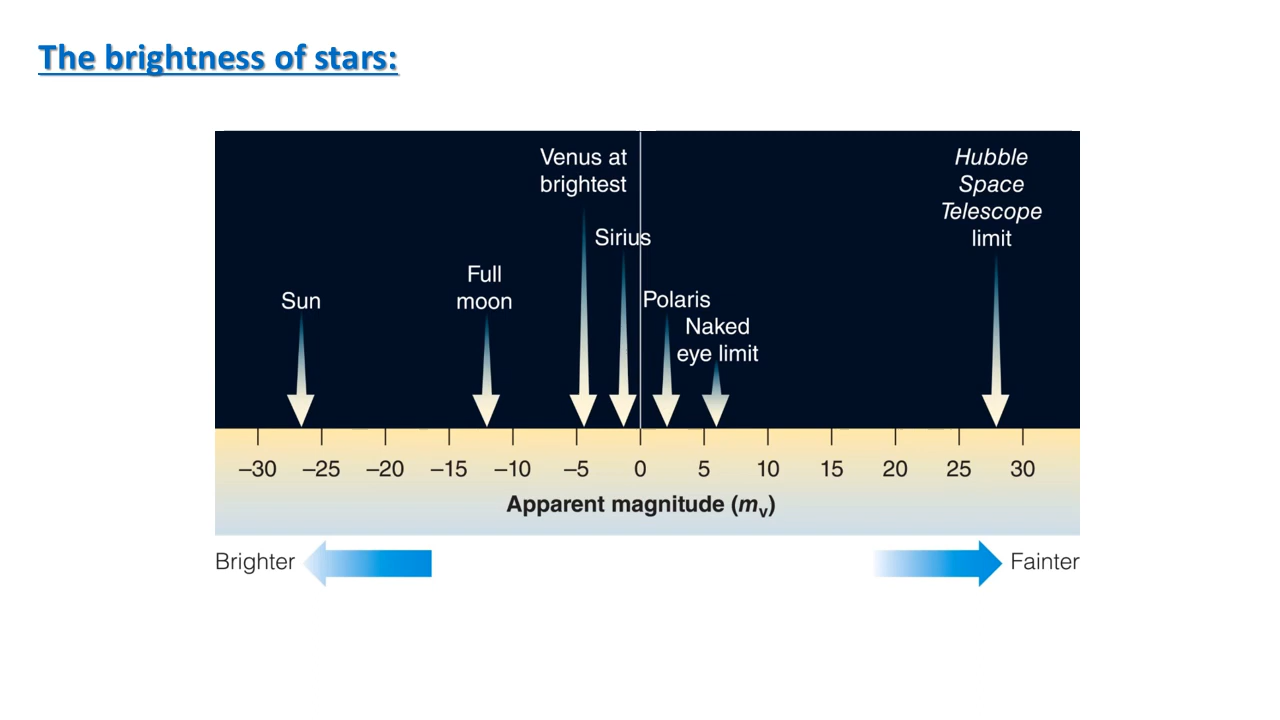 The brightness of stars:
Venus at
brightest
Hubble
Space
Telescope
limit
Sirius
Full
moon
Sun
Polaris
Naked
eye limit
–30 –25 –20 –15 –10 –5 0 5 10 15 20 25 30
Apparent magnitude (mv)
Brighter
Fainter